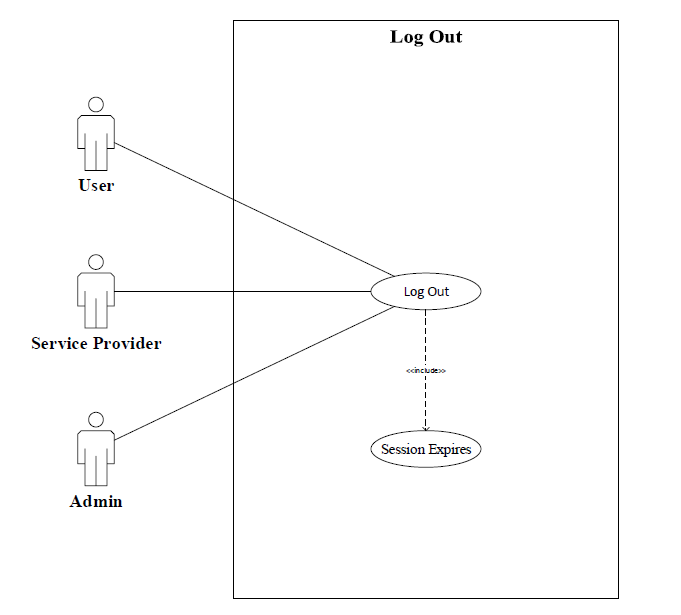 Log Out
User
Log Out
Service Provider
<<include>>
Session Expires
Admin